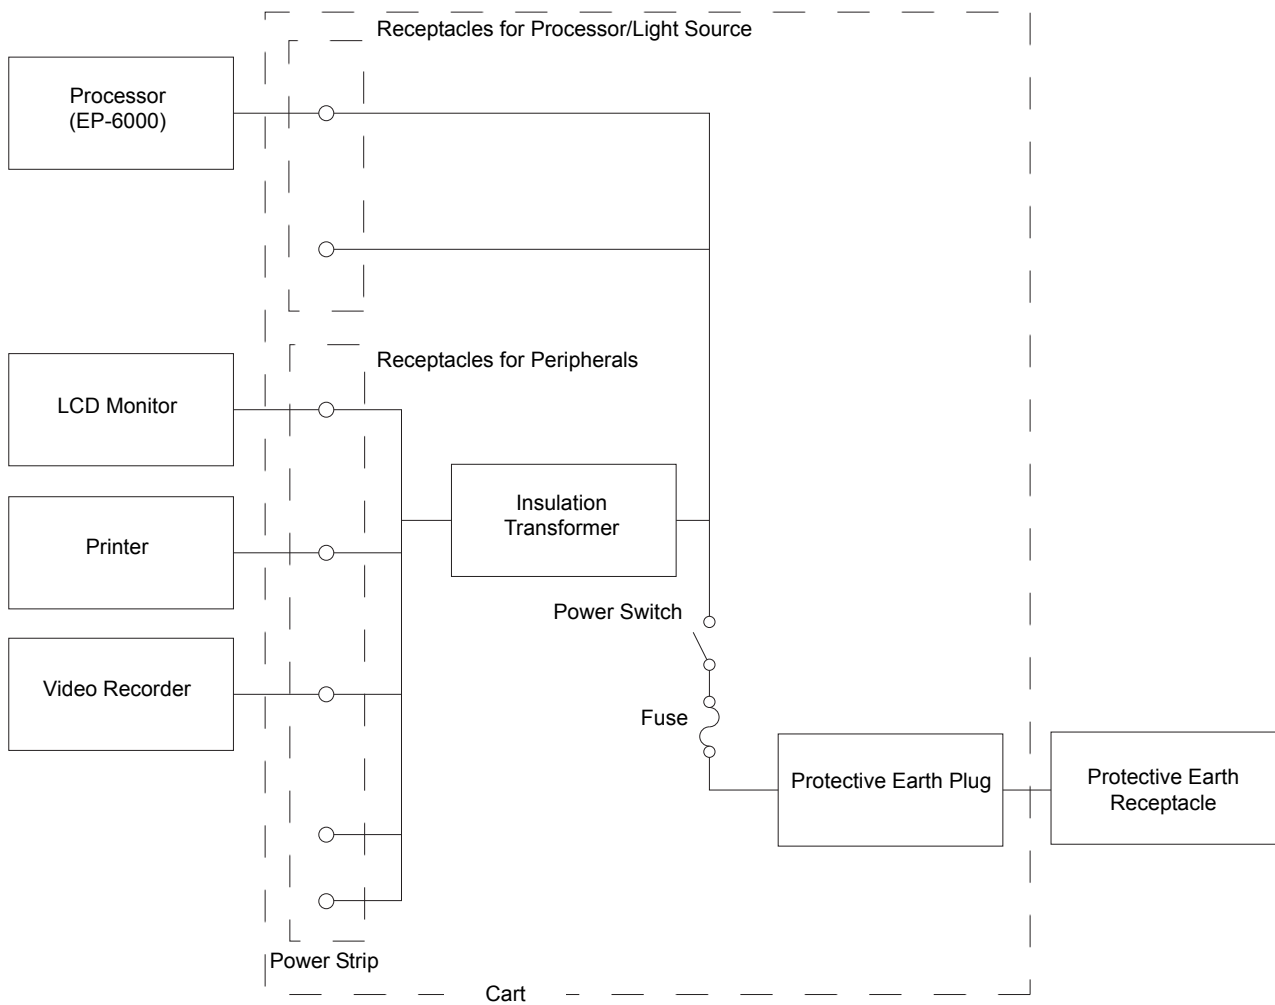 Receptacles for Processor/Light Source
Processor
(EP-6000)
Receptacles for Peripherals
LCD Monitor
Insulation
Transformer
Printer
Power Switch
Video Recorder
Fuse
Protective Earth Plug
Protective Earth
Receptacle
Power Strip
Cart